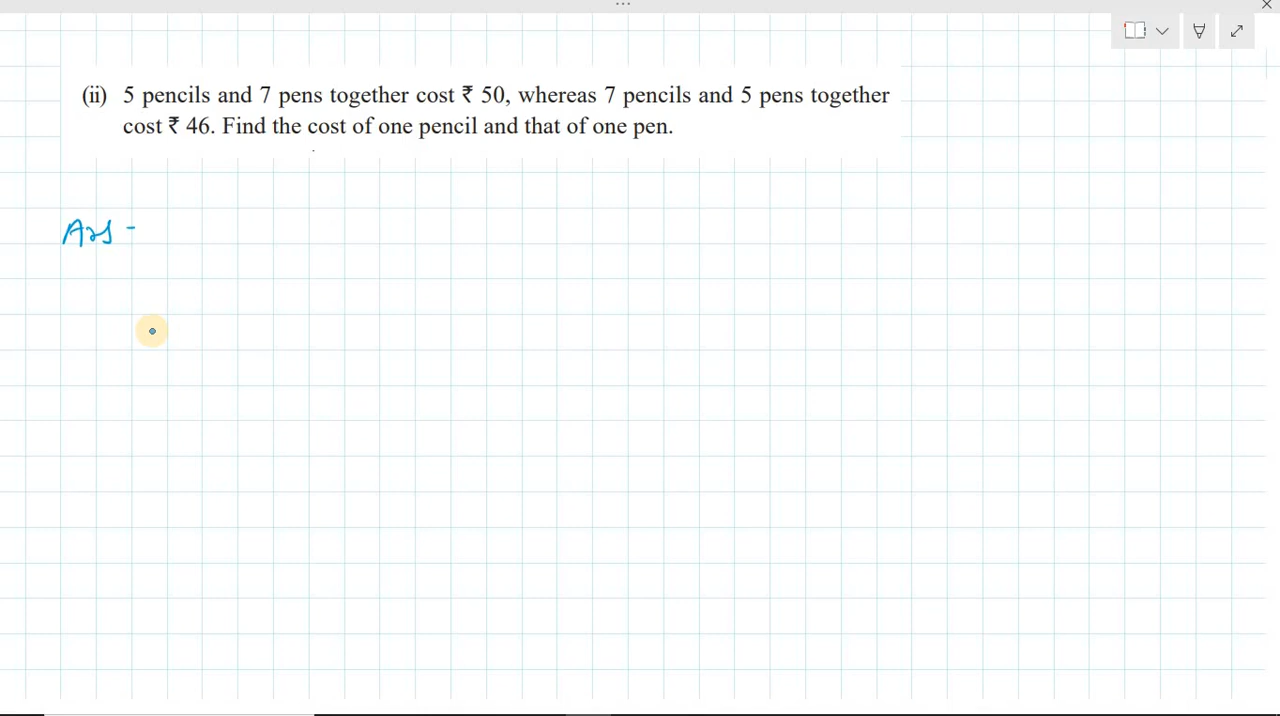 (ii) 5 pencils and 7 pens together cost ₹ 50, whereas 7 pencils and 5 pens together
cost ₹ 46. Find the cost of one pencil and that of one pen.
Ans -